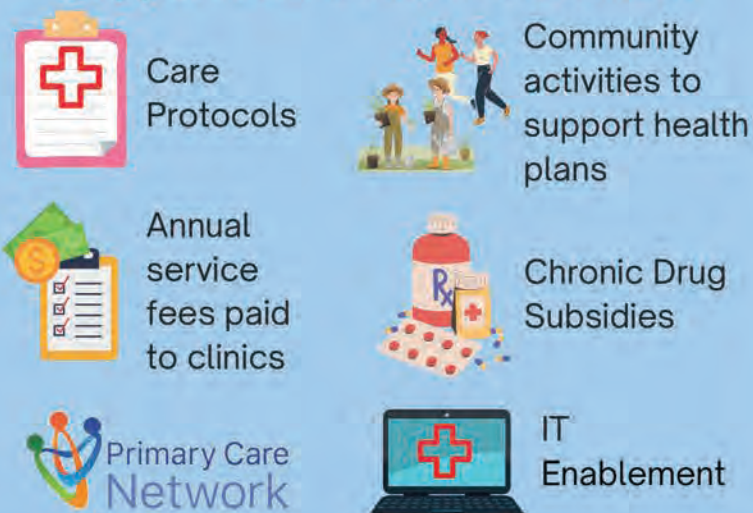 Care
Protocols
Community
activities to
support health
plans
Annual
service
fees paid
to clinics
$
Rx
Chronic Drug
Subsidies
Primary Care
Network
IT
Enablement